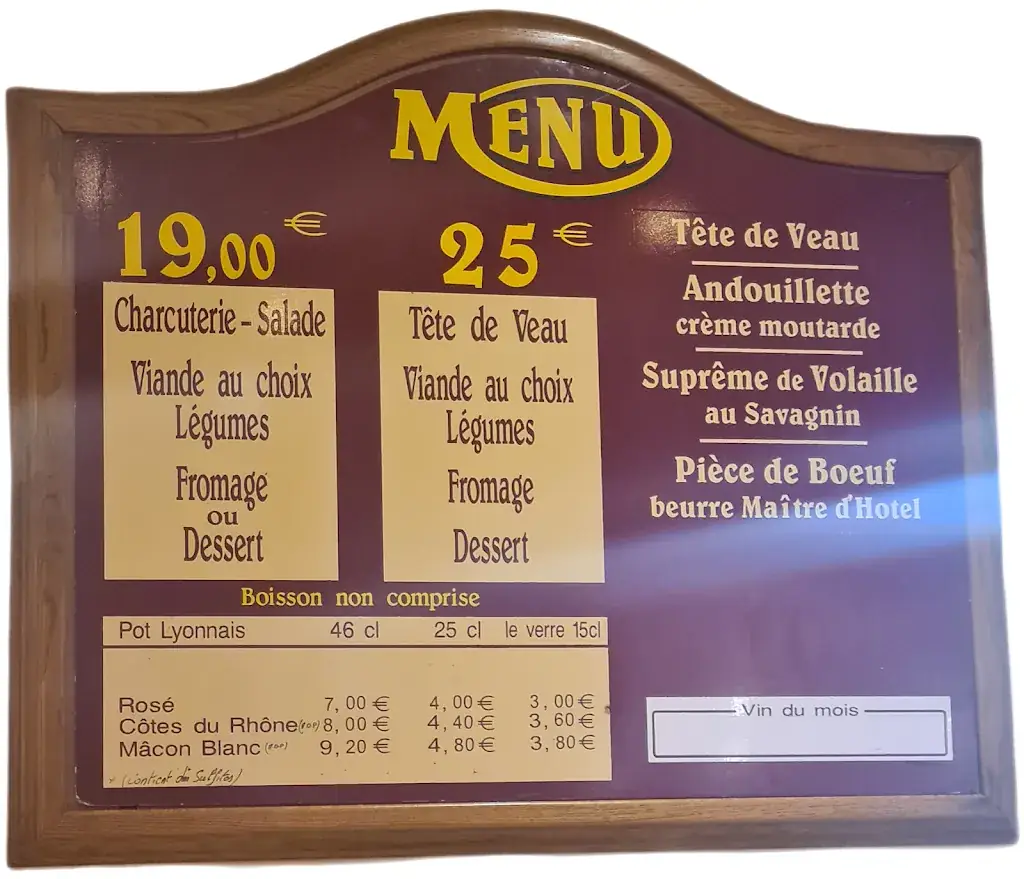 MENU
19,00 €
Charcuterie - Salade
Viande au choix
Légumes
Fromage
ou
Dessert
25 €
Tête de Veau
Viande au choix
Légumes
Fromage
Dessert
Tête de Veau
Andouillette
crème moutarde
Suprême de Volaille
au Savagnin
Pièce de Boeuf
beurre Maître d'Hotel
Boisson non comprise
Pot Lyonnais 46 cl 25 cl le verre 15cl
Rosé 7,00 € 4,00 € 3,00 €
Côtes du Rhône 8,00 € 4,40 € 3,60 €
Mâcon Blanc 9,20 € 4,80 € 3,80 €
* (contient des Sulfites)
Vin du mois